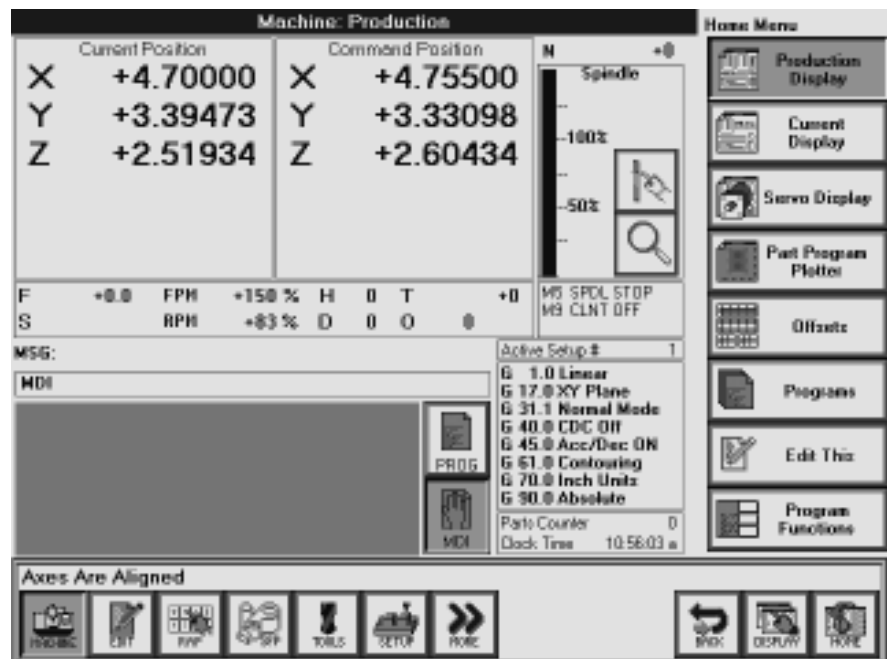 Machine: Production
Home Menu
Current Position
X +4.70000
Y +3.39473
Z +2.51934
Command Position
X +4.75500
Y +3.33098
Z +2.60434
N +0
Spindle
--100%
--50%
F +0.0 FPM +150 % H 0 T +0
S RPM +83 % D 0 O 0
M5 SPDL STOP
M9 CLNT OFF
MSG:
MDI
PROG
MDI
Active Setup # 1
G 1.0 Linear
G 17.0 XY Plane
G 31.1 Normal Mode
G 40.0 CDC Off
G 45.0 Acc/Dec ON
G 61.0 Contouring
G 70.0 Inch Units
G 90.0 Absolute
Parts Counter 0
Clock Time 10:56:03 a
Production
Display
Current
Display
Servo Display
Part Program
Plotter
Offsets
Programs
Edit This
Program
Functions
Axes Are Aligned
MACHINE
EDIT
TOOLS
SETUP
MORE
BACK
DISPLAY
HOME